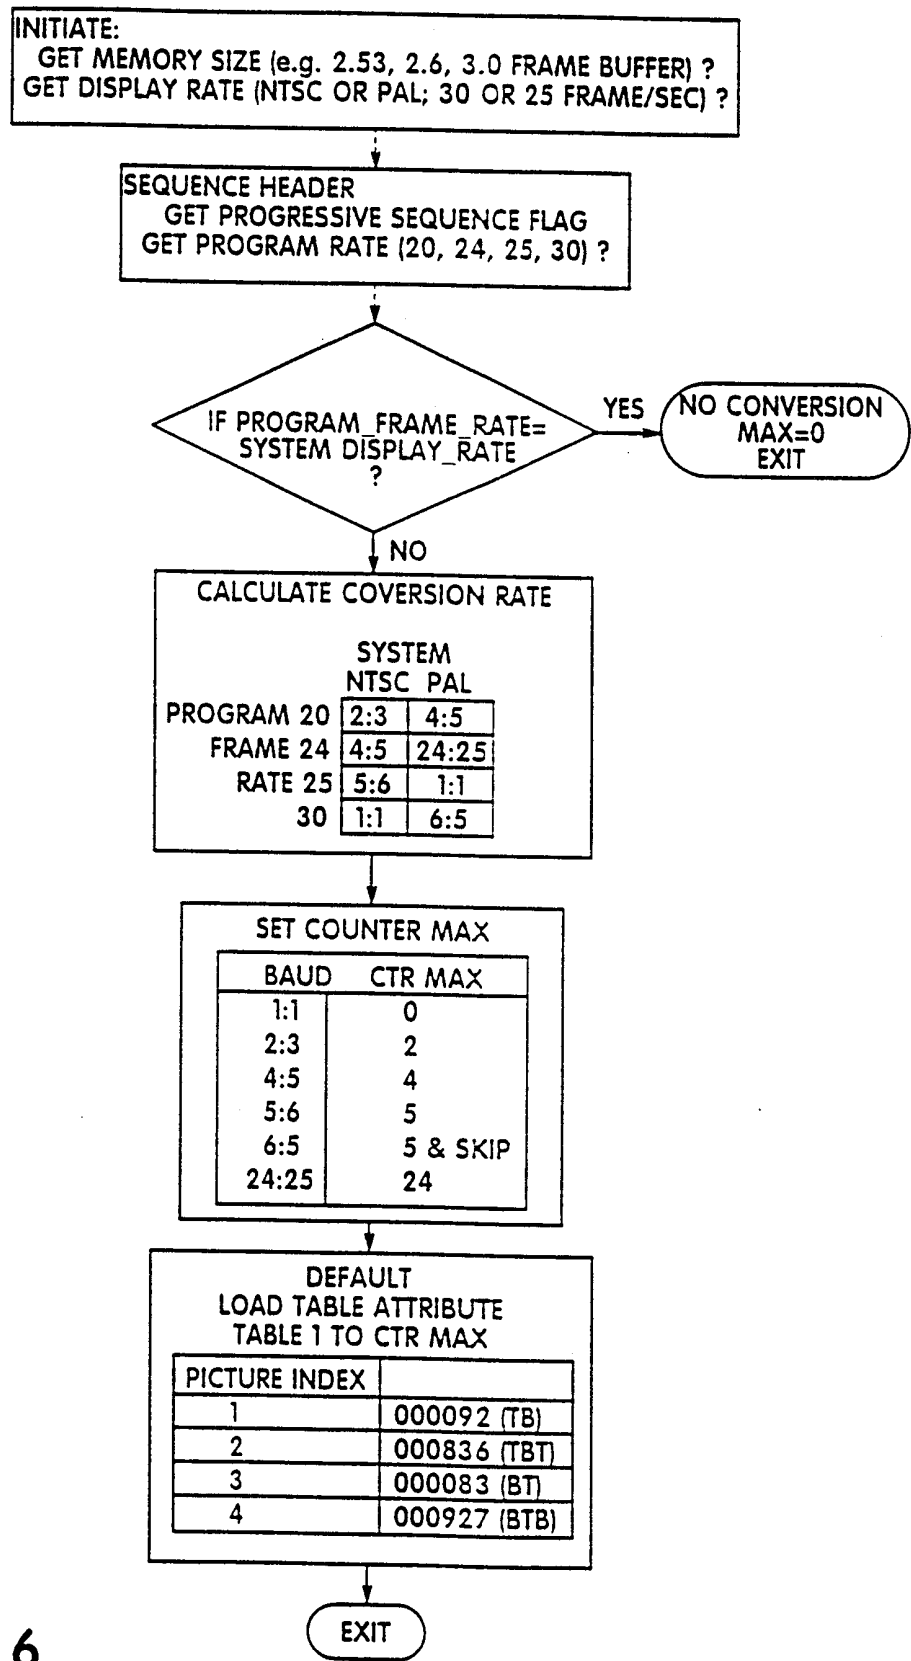 INITIATE:
GET MEMORY SIZE (e.g. 2.53, 2.6, 3.0 FRAME BUFFER) ?
GET DISPLAY RATE (NTSC OR PAL; 30 OR 25 FRAME/SEC) ?
SEQUENCE HEADER
GET PROGRESSIVE SEQUENCE FLAG
GET PROGRAM RATE (20, 24, 25, 30) ?
IF PROGRAM_FRAME_RATE=
SYSTEM DISPLAY_RATE
?
YES
NO CONVERSION
MAX=0
EXIT
NO
CALCULATE COVERSION RATE
SYSTEM
NTSC PAL
PROGRAM 20 2:3 4:5
FRAME 24 4:5 24:25
RATE 25 5:6 1:1
30 1:1 6:5
SET COUNTER MAX
BAUD CTR MAX
1:1 0
2:3 2
4:5 4
5:6 5
6:5 5 & SKIP
24:25 24
DEFAULT
LOAD TABLE ATTRIBUTE
TABLE 1 TO CTR MAX
PICTURE INDEX
1 000092 (TB)
2 000836 (TBT)
3 000083 (BT)
4 000927 (BTB)
EXIT
6